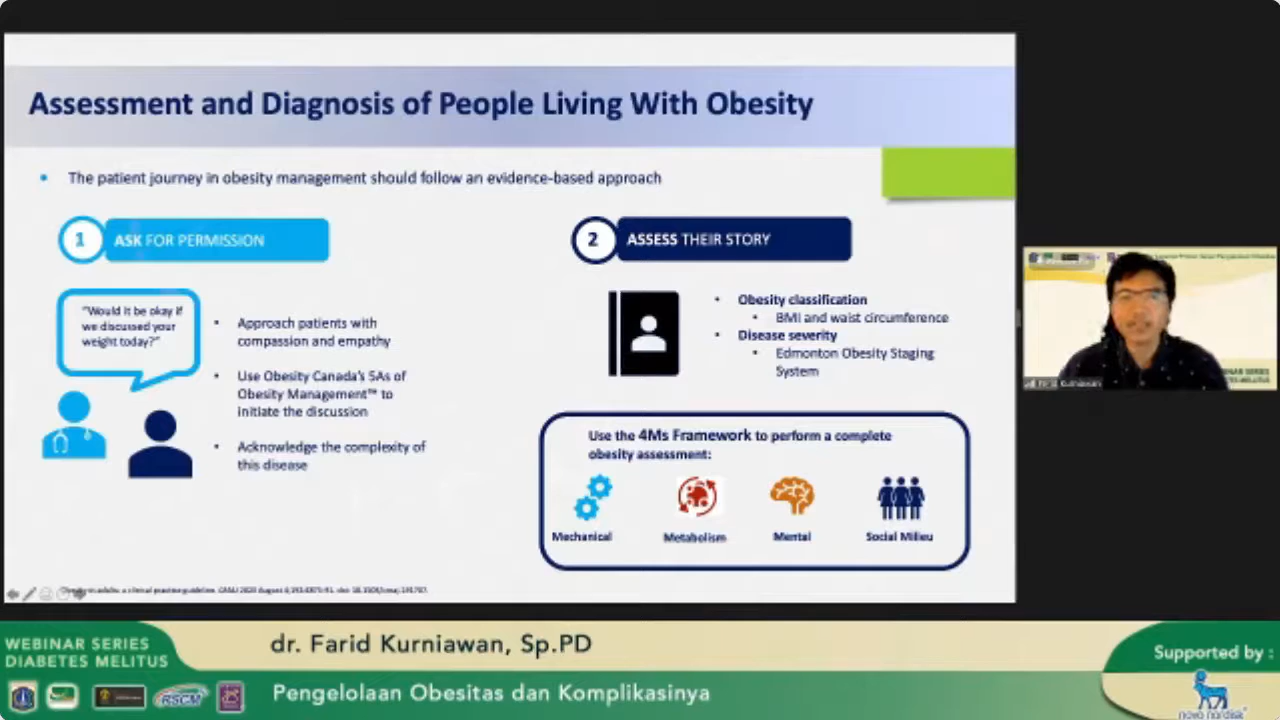 Assessment and Diagnosis of People Living With Obesity
• The patient journey in obesity management should follow an evidence-based approach
1 ASK FOR PERMISSION
"Would it be okay if
we discussed your
weight today?"
• Approach patients with
compassion and empathy
• Use Obesity Canada's 5As of
Obesity Management™ to
initiate the discussion
• Acknowledge the complexity of
this disease
2 ASSESS THEIR STORY
• Obesity classification
• BMI and waist circumference
• Disease severity
• Edmonton Obesity Staging
System
Use the 4Ms Framework to perform a complete
obesity assessment:
Mechanical
Metabolism
Mental
Social Milieu
Farid Kurniawan
WEBINAR SERIES
DIABETES MELITUS
dr. Farid Kurniawan, Sp.PD
Pengelolaan Obesitas dan Komplikasinya
RSCM
Supported by :
novo nordisk